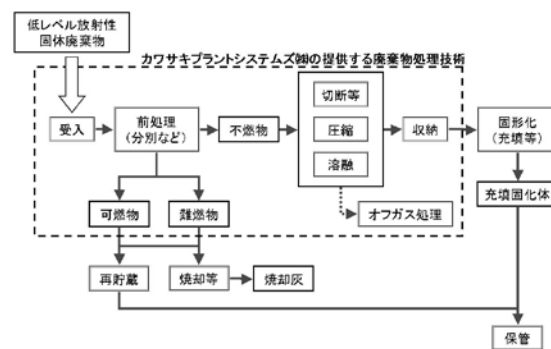 低レベル放射性
固体廃棄物
カワサキプラントシステムズ㈱の提供する廃棄物処理技術
受入
前処理
(分別など)
不燃物
切断等
圧縮
溶融
収納
固形化
(充填等)
オフガス処理
充填固化体
可燃物
難燃物
再貯蔵
焼却等
焼却灰
保管